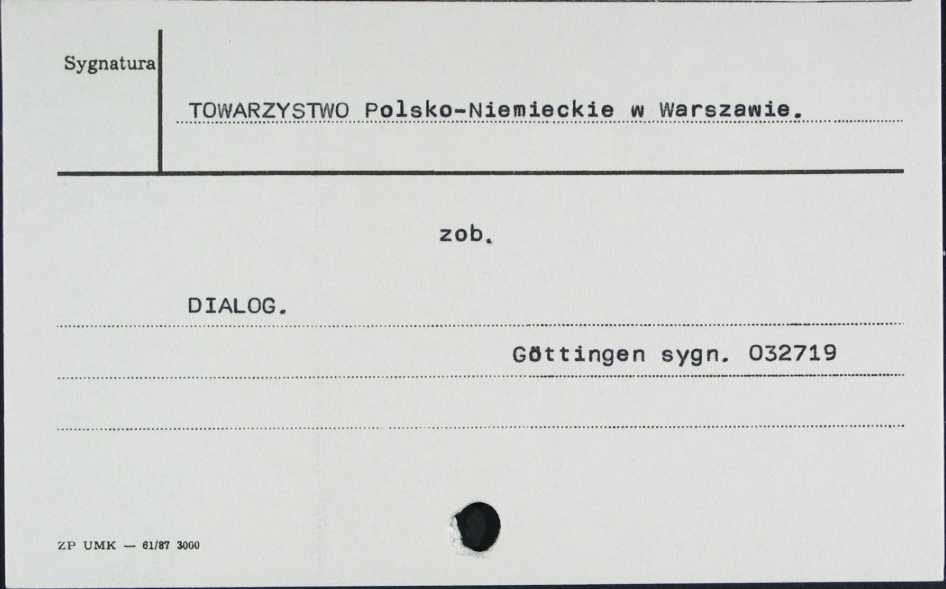 Sygnatura
TOWARZYSTWO Polsko-Niemieckie w Warszawie.
zob.
DIALOG.
Göttingen sygn. 032719
ZP UMK — 61/87 3000